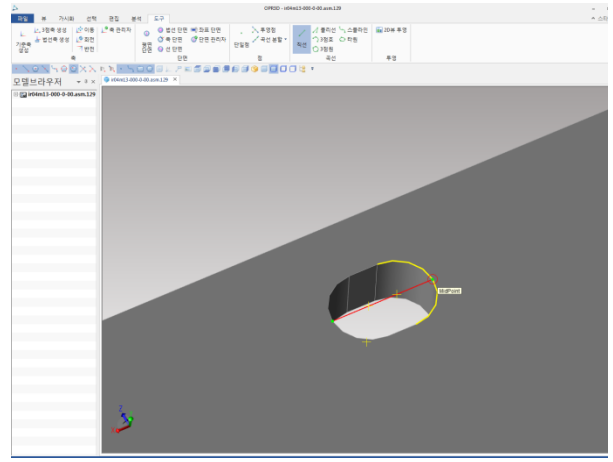 OPR3D - ir04m13-000-0-00.asm.129
파일 뷰 가시화 선택 편집 분석 도구
3점축 생성 이동 축 관리자
기준축 생성 법선축 생성 회전 반전
평면 단면 법선 단면 좌표 단면
축 단면 단면 관리자
선 단면
단일점 투영점
곡선 분할
직선 폴리선 스플라인
3점호 타원
3점원
2D뷰 투영
축 단면 점 곡선 투영
모델브라우저
ir04m13-000-0-00.asm.129
ir04m13-000-0-00.asm.129
MidPoint
Z